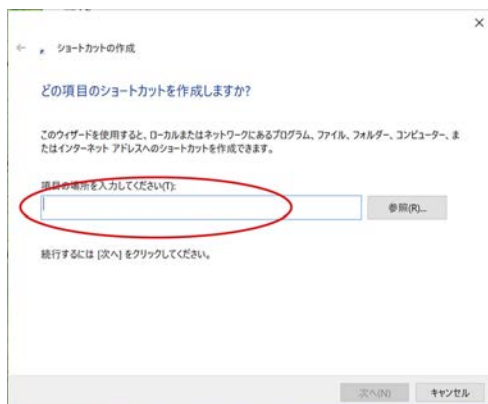 ショートカットの作成
どの項目のショートカットを作成しますか?
このウィザードを使用すると、ローカルまたはネットワークにあるプログラム、ファイル、フォルダー、コンピューター、ま
たはインターネット アドレスへのショートカットを作成できます。
項目の場所を入力してください(T):
参照(R)...
続行するには [次へ] をクリックしてください。
次へ(N)
キャンセル